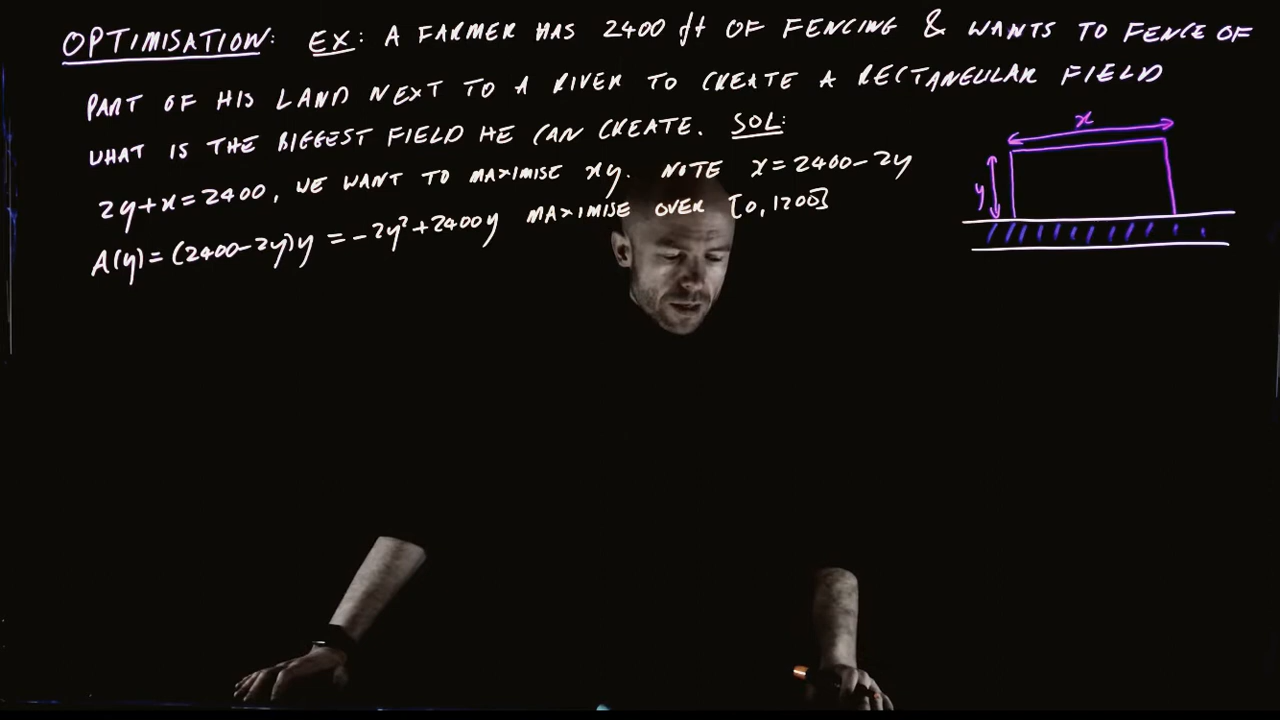 OPTIMISATION: EX: A FARMER HAS 2400 ft OF FENCING & WANTS TO FENCE OF
PART OF HIS LAND NEXT TO A RIVER TO CREATE A RECTANGULAR FIELD
WHAT IS THE BIGGEST FIELD HE CAN CREATE. SOL:
2y+x=2400, WE WANT TO MAXIMISE xy. NOTE x=2400-2y
A(y)=(2400-2y)y = -2y²+2400y MAXIMISE OVER [0,1200]
x
y